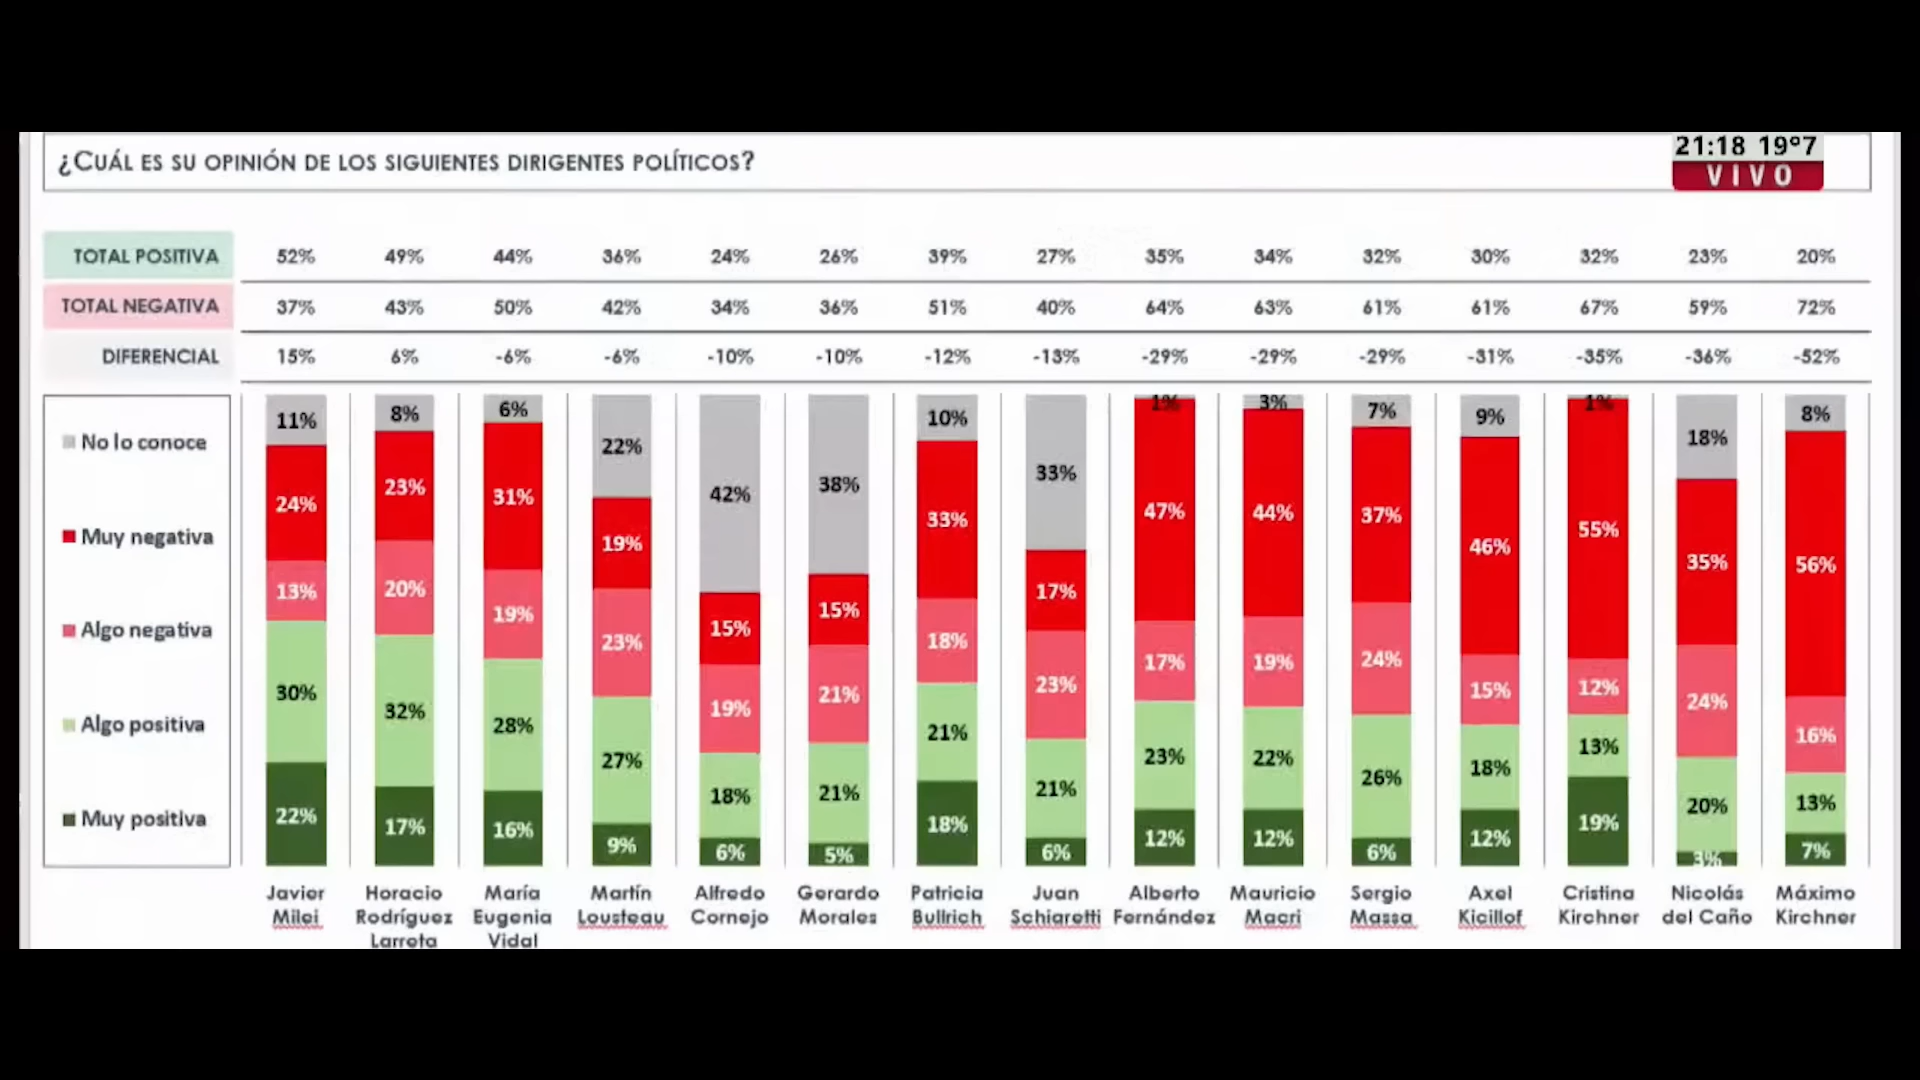 ¿CUÁL ES SU OPINIÓN DE LOS SIGUIENTES DIRIGENTES POLÍTICOS?
21:18 19°7
VIVO
TOTAL POSITIVA 52% 49% 44% 36% 24% 26% 39% 27% 35% 34% 32% 30% 32% 23% 20%
TOTAL NEGATIVA 37% 43% 50% 42% 34% 36% 51% 40% 64% 63% 61% 61% 67% 59% 72%
DIFERENCIAL 15% 6% -6% -6% -10% -10% -12% -13% -29% -29% -29% -31% -35% -36% -52%
No lo conoce 11% 8% 6% 22% 42% 38% 10% 33% 1% 3% 7% 9% 1% 18% 8%
Muy negativa 24% 23% 31% 19% 15% 15% 33% 17% 47% 44% 37% 46% 55% 35% 56%
Algo negativa 13% 20% 19% 23% 19% 21% 18% 23% 17% 19% 24% 15% 12% 24% 16%
Algo positiva 30% 32% 28% 27% 18% 21% 21% 21% 23% 22% 26% 18% 13% 20% 13%
Muy positiva 22% 17% 16% 9% 6% 5% 18% 6% 12% 12% 6% 12% 19% 3% 7%
Javier Horacio María Martín Alfredo Gerardo Patricia Juan Alberto Mauricio Sergio Axel Cristina Nicolás Máximo
Milei Rodríguez Eugenia Lousteau Cornejo Morales Bullrich Schiaretti Fernández Macri Massa Kicillof Kirchner del Caño Kirchner
Larreta Vidal